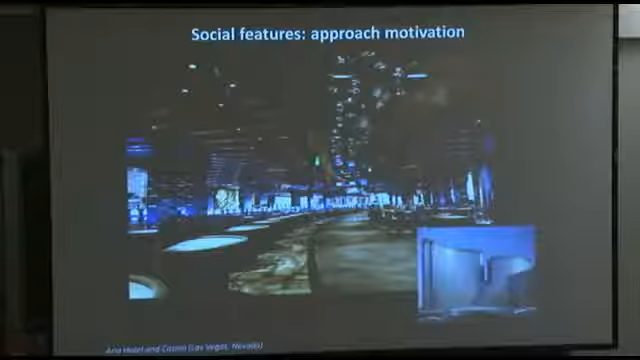 Social features: approach motivation
Aria Hotel and Casino (Las Vegas, Nevada)